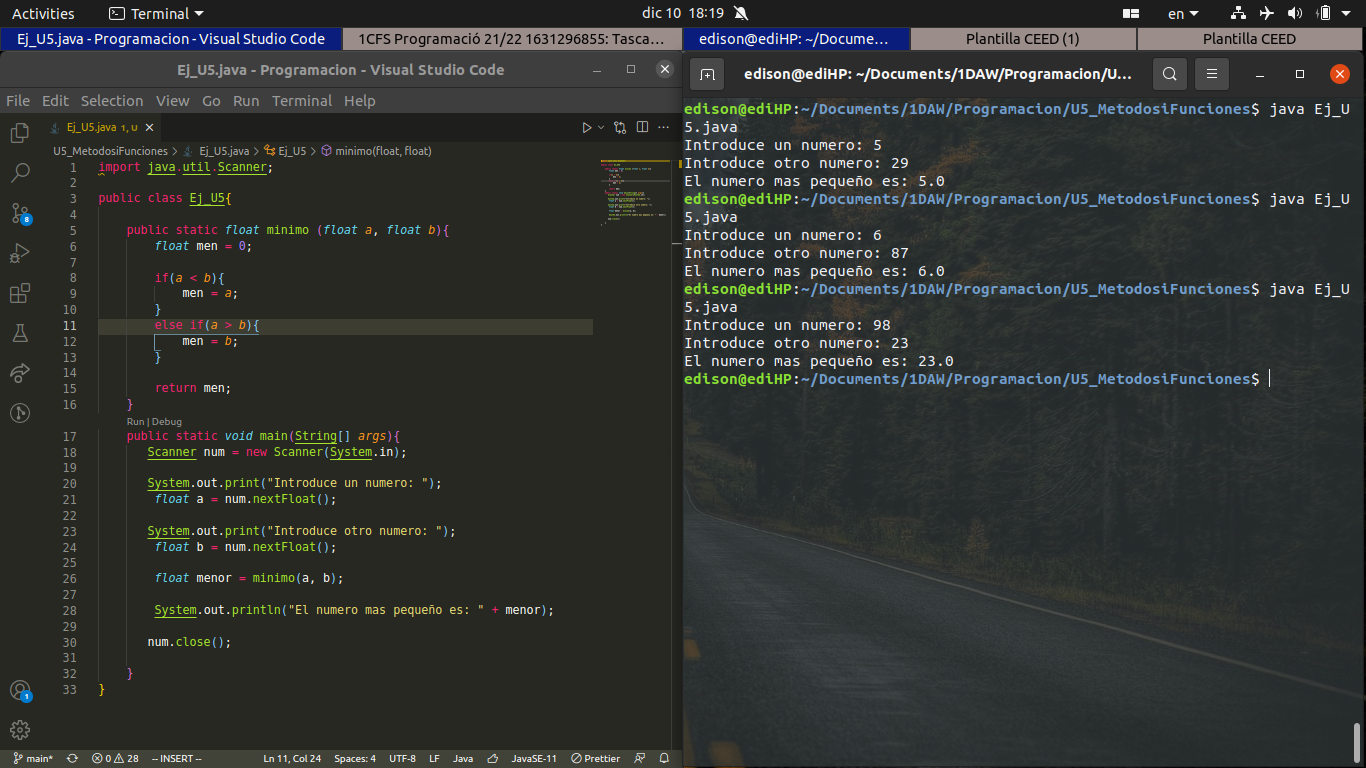 Activities Terminal dic 10 18:19 en
Ej_U5.java - Programacion - Visual Studio Code 1CFS Programació 21/22 1631296855: Tasca... edison@ediHP: ~/Docume... Plantilla CEED (1) Plantilla CEED
Ej_U5.java - Programacion - Visual Studio Code
File Edit Selection View Go Run Terminal Help
Ej_U5.java 1, U
U5_MetodosiFunciones > Ej_U5.java > Ej_U5 > minimo(float, float)
1 import java.util.Scanner;
2
3 public class Ej_U5{
4
5 public static float minimo (float a, float b){
6 float men = 0;
7
8 if(a < b){
9 men = a;
10 }
11 else if(a > b){
12 men = b;
13 }
14
15 return men;
16 }
Run | Debug
17 public static void main(String[] args){
18 Scanner num = new Scanner(System.in);
19
20 System.out.print("Introduce un numero: ");
21 float a = num.nextFloat();
22
23 System.out.print("Introduce otro numero: ");
24 float b = num.nextFloat();
25
26 float menor = minimo(a, b);
27
28 System.out.println("El numero mas pequeño es: " + menor);
29
30 num.close();
31
32 }
33 }
8
1
main* 0 28 -- INSERT -- Ln 11, Col 24 Spaces: 4 UTF-8 LF Java JavaSE-11 Prettier
edison@ediHP: ~/Documents/1DAW/Programacion/U...
edison@ediHP:~/Documents/1DAW/Programacion/U5_MetodosiFunciones$ java Ej_U
5.java
Introduce un numero: 5
Introduce otro numero: 29
El numero mas pequeño es: 5.0
edison@ediHP:~/Documents/1DAW/Programacion/U5_MetodosiFunciones$ java Ej_U
5.java
Introduce un numero: 6
Introduce otro numero: 87
El numero mas pequeño es: 6.0
edison@ediHP:~/Documents/1DAW/Programacion/U5_MetodosiFunciones$ java Ej_U
5.java
Introduce un numero: 98
Introduce otro numero: 23
El numero mas pequeño es: 23.0
edison@ediHP:~/Documents/1DAW/Programacion/U5_MetodosiFunciones$